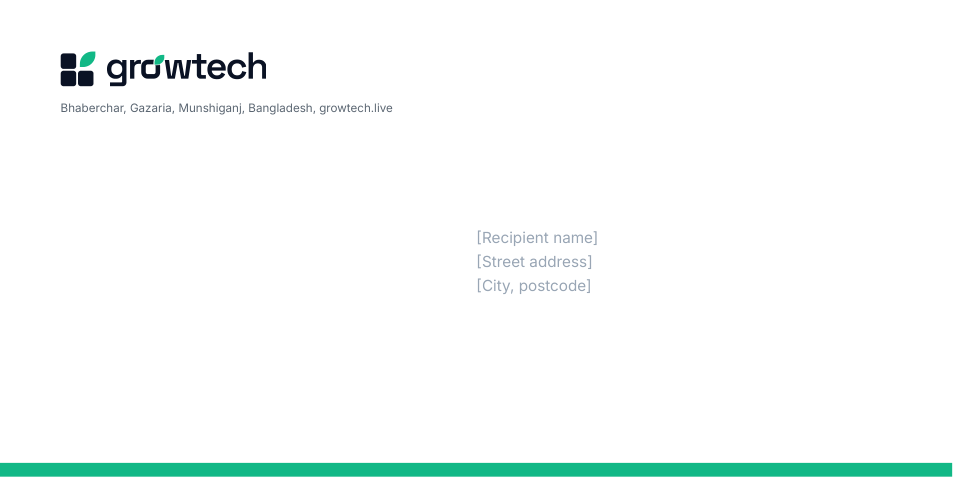 growtech
Bhaberchar, Gazaria, Munshiganj, Bangladesh, growtech.live
[Recipient name]
[Street address]
[City, postcode]